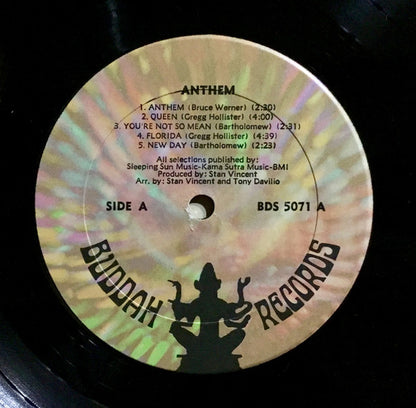 ANTHEM
1. ANTHEM (Bruce Werner) (2:30)
2. QUEEN (Gregg Hollister) (4:00)
3. YOU'RE NOT SO MEAN (Bartholomew) (2:31)
4. FLORIDA (Gregg Hollister) (4:39)
5. NEW DAY (Bartholomew) (2:23)
All selections published by:
Sleeping Sun Music-Kama Sutra Music-BMI
Produced by: Stan Vincent
Arr. by: Stan Vincent and Tony Davilio
SIDE A
BDS 5071 A
BUDDAH RECORDS